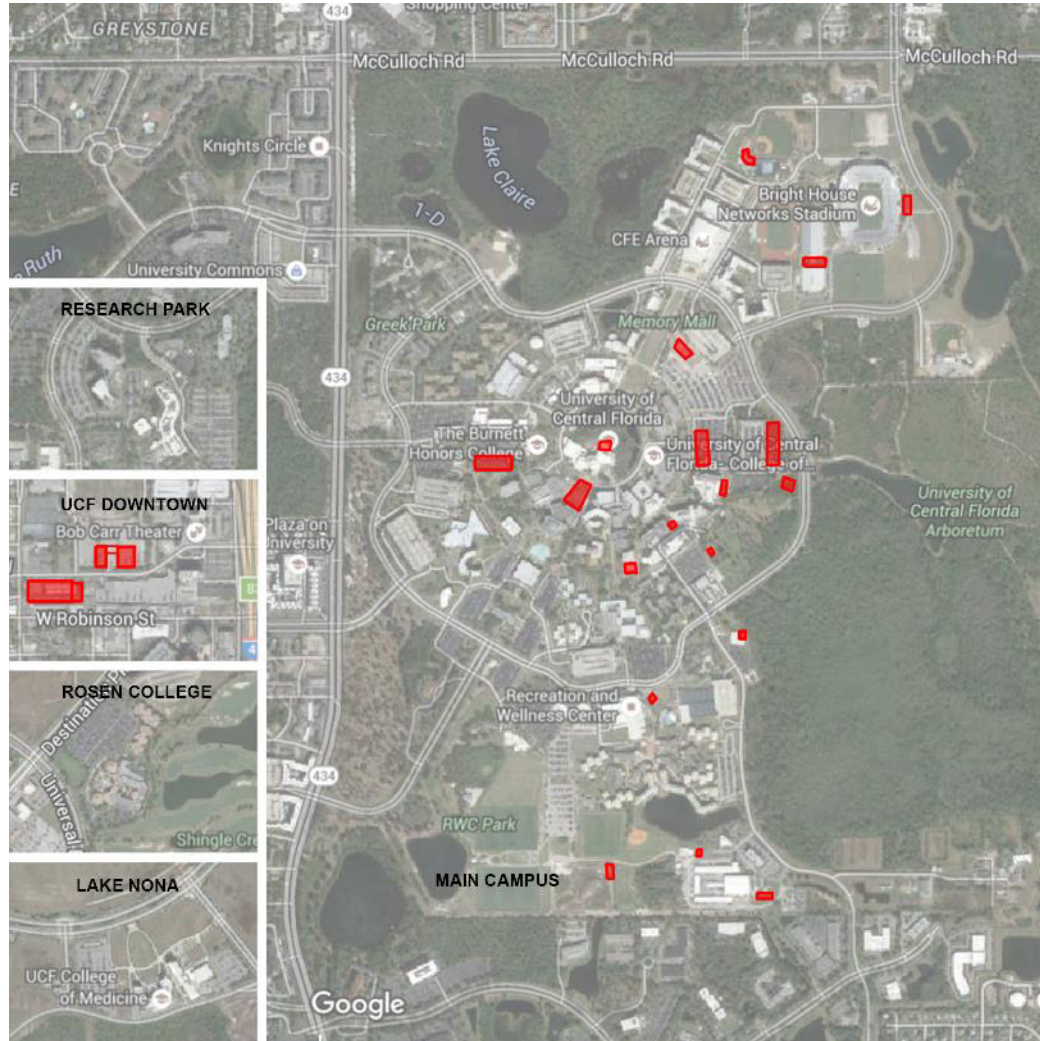 Shopping Center
GREYSTONE
434
McCulloch Rd
McCulloch Rd
McCulloch Rd
Knights Circle
Lake Claire
1-D
Bright House
Networks Stadium
CFE Arena
Ruth
University Commons
RESEARCH PARK
Greek Park
Memory Mall
434
University of
Central Florida
The Burnett
Honors College
University of Central
Florida- College of...
University of
Central Florida
Arboretum
UCF DOWNTOWN
Bob Carr Theater
Plaza on
University
W Robinson St
4
ROSEN COLLEGE
Destination
Universal
Shingle Cre
Recreation and
Wellness Center
434
RWC Park
LAKE NONA
MAIN CAMPUS
UCF College
of Medicine
Google